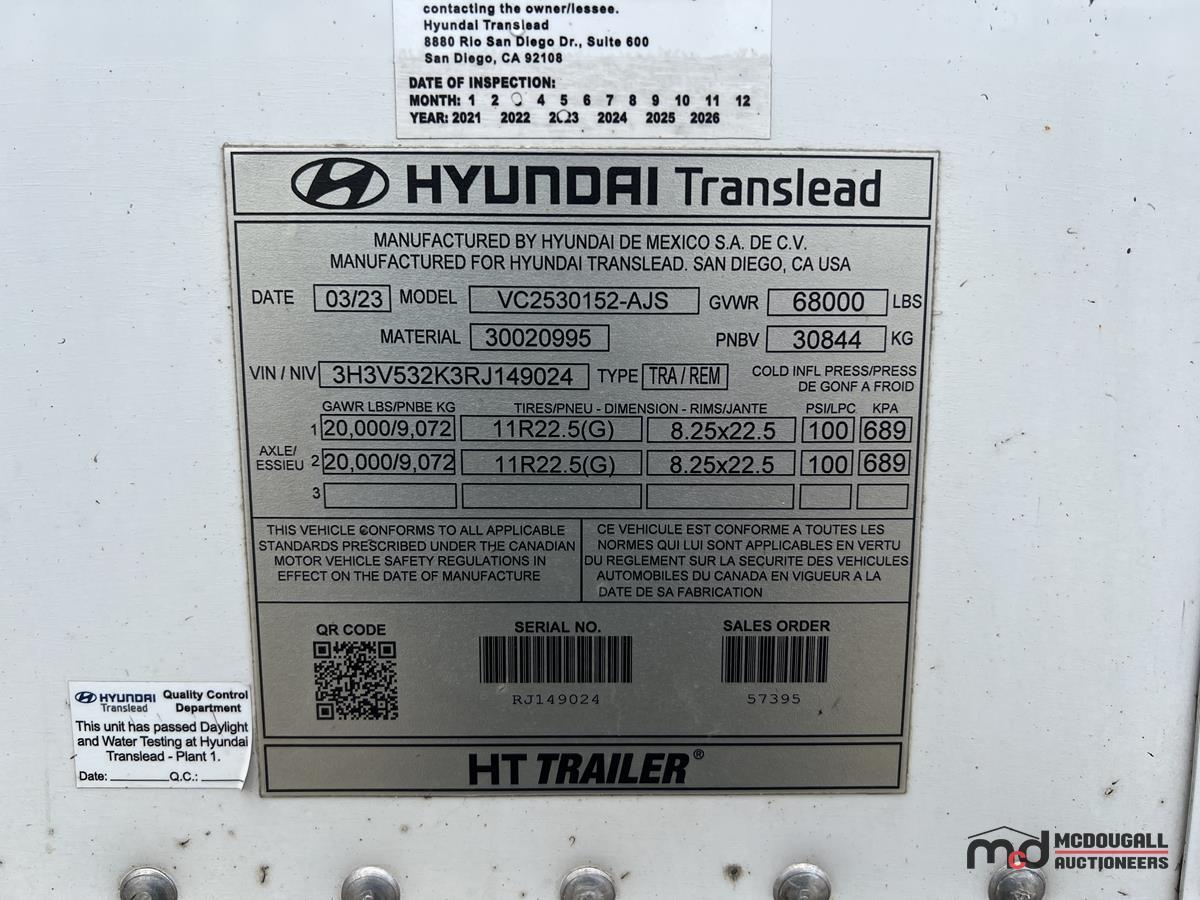 contacting the owner/lessee.
Hyundai Translead
8880 Rio San Diego Dr., Suite 600
San Diego, CA 92108
DATE OF INSPECTION:
MONTH: 1 2 4 5 6 7 8 9 10 11 12
YEAR: 2021 2022 2023 2024 2025 2026
HYUNDAI Translead
MANUFACTURED BY HYUNDAI DE MEXICO S.A. DE C.V.
MANUFACTURED FOR HYUNDAI TRANSLEAD. SAN DIEGO, CA USA
DATE 03/23 MODEL VC2530152-AJS GVWR 68000 LBS
MATERIAL 30020995 PNBV 30844 KG
VIN / NIV 3H3V532K3RJ149024 TYPE TRA / REM COLD INFL PRESS/PRESS
DE GONF A FROID
GAWR LBS/PNBE KG TIRES/PNEU - DIMENSION - RIMS/JANTE PSI/LPC KPA
1 20,000/9,072 11R22.5(G) 8.25x22.5 100 689
AXLE/
ESSIEU 2 20,000/9,072 11R22.5(G) 8.25x22.5 100 689
3
THIS VEHICLE CONFORMS TO ALL APPLICABLE
STANDARDS PRESCRIBED UNDER THE CANADIAN
MOTOR VEHICLE SAFETY REGULATIONS IN
EFFECT ON THE DATE OF MANUFACTURE
CE VEHICULE EST CONFORME A TOUTES LES
NORMES QUI LUI SONT APPLICABLES EN VERTU
DU REGLEMENT SUR LA SECURITE DES VEHICULES
AUTOMOBILES DU CANADA EN VIGUEUR A LA
DATE DE SA FABRICATION
QR CODE SERIAL NO. SALES ORDER
RJ149024 57395
HT TRAILER®
HYUNDAI Translead Quality Control
Department
This unit has passed Daylight
and Water Testing at Hyundai
Translead - Plant 1.
Date: Q.C.:
mcd MCDOUGALL
AUCTIONEERS